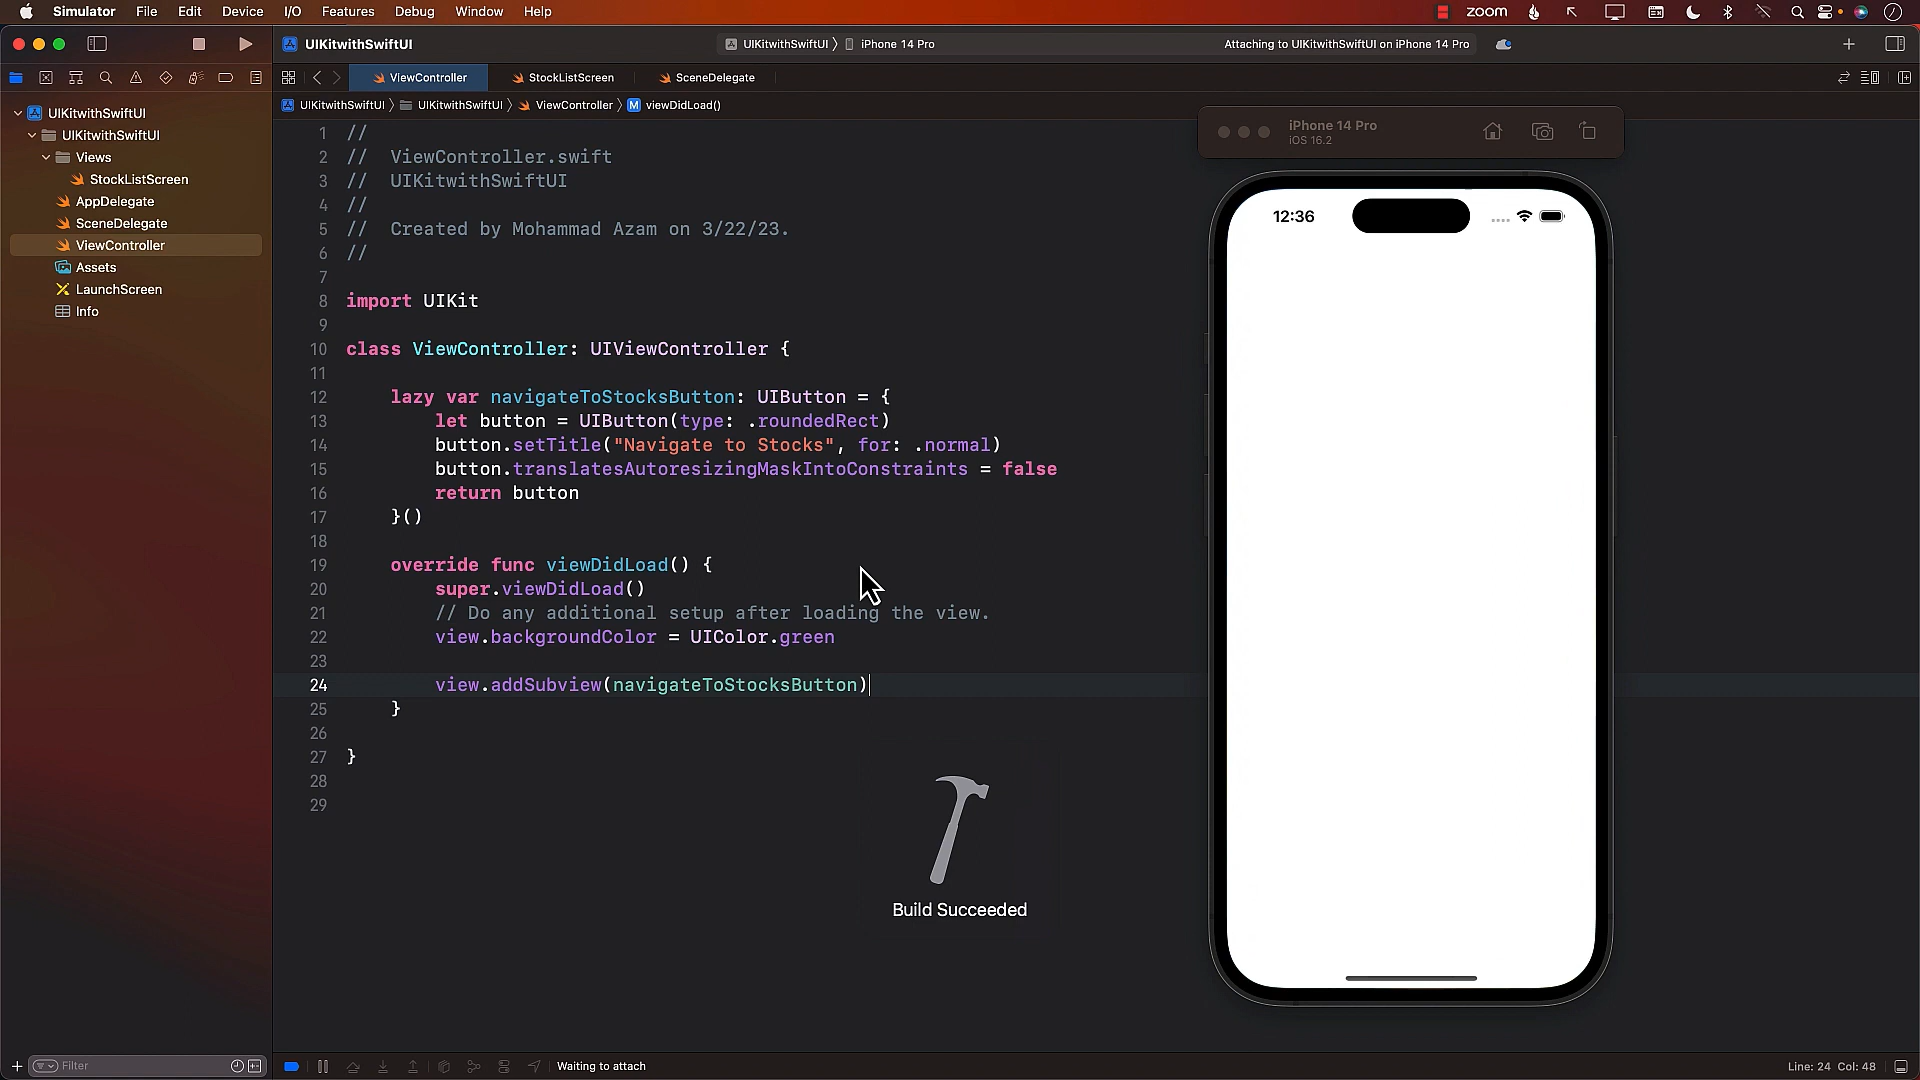 Simulator File Edit Device I/O Features Debug Window Help zoom
UIKitwithSwiftUI UIKitwithSwiftUI 〉 iPhone 14 Pro Attaching to UIKitwithSwiftUI on iPhone 14 Pro
ViewController StockListScreen SceneDelegate
UIKitwithSwiftUI 〉 UIKitwithSwiftUI 〉 ViewController 〉 M viewDidLoad()
UIKitwithSwiftUI
UIKitwithSwiftUI
Views
StockListScreen
AppDelegate
SceneDelegate
ViewController
Assets
LaunchScreen
Info
1 //
2 //  ViewController.swift
3 //  UIKitwithSwiftUI
4 //
5 //  Created by Mohammad Azam on 3/22/23.
6 //
7
8 import UIKit
9
10 class ViewController: UIViewController {
11
12     lazy var navigateToStocksButton: UIButton = {
13         let button = UIButton(type: .roundedRect)
14         button.setTitle("Navigate to Stocks", for: .normal)
15         button.translatesAutoresizingMaskIntoConstraints = false
16         return button
17     }()
18
19     override func viewDidLoad() {
20         super.viewDidLoad()
21         // Do any additional setup after loading the view.
22         view.backgroundColor = UIColor.green
23
24         view.addSubview(navigateToStocksButton)
25     }
26
27 }
28
29
iPhone 14 Pro
iOS 16.2
12:36
Build Succeeded
Filter
Waiting to attach
Line: 24 Col: 48